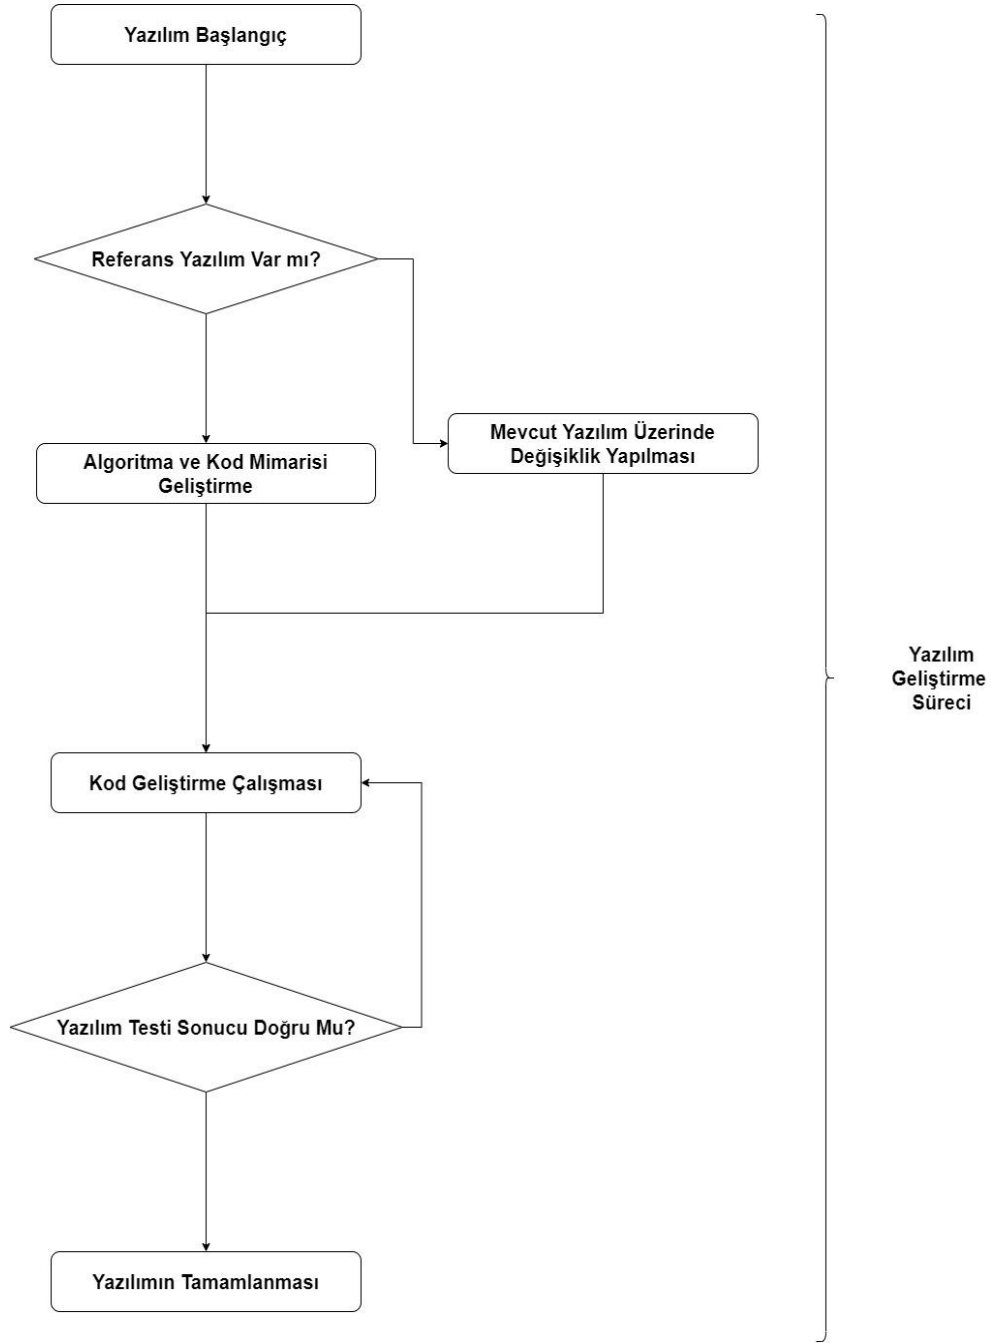 Yazılım Başlangıç
Referans Yazılım Var mı?
Mevcut Yazılım Üzerinde
Değişiklik Yapılması
Algoritma ve Kod Mimarisi
Geliştirme
Yazılım
Geliştirme
Süreci
Kod Geliştirme Çalışması
Yazılım Testi Sonucu Doğru Mu?
Yazılımın Tamamlanması